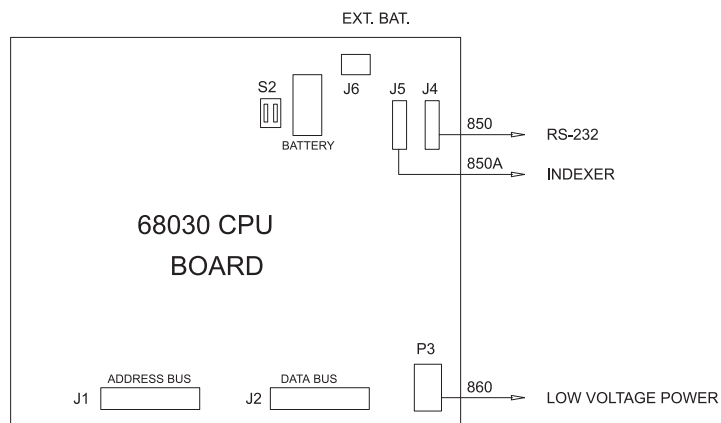 EXT. BAT.
S2
J6
J5
J4
BATTERY
850
RS-232
850A
INDEXER
68030 CPU
BOARD
P3
ADDRESS BUS
DATA BUS
J1
J2
860
LOW VOLTAGE POWER